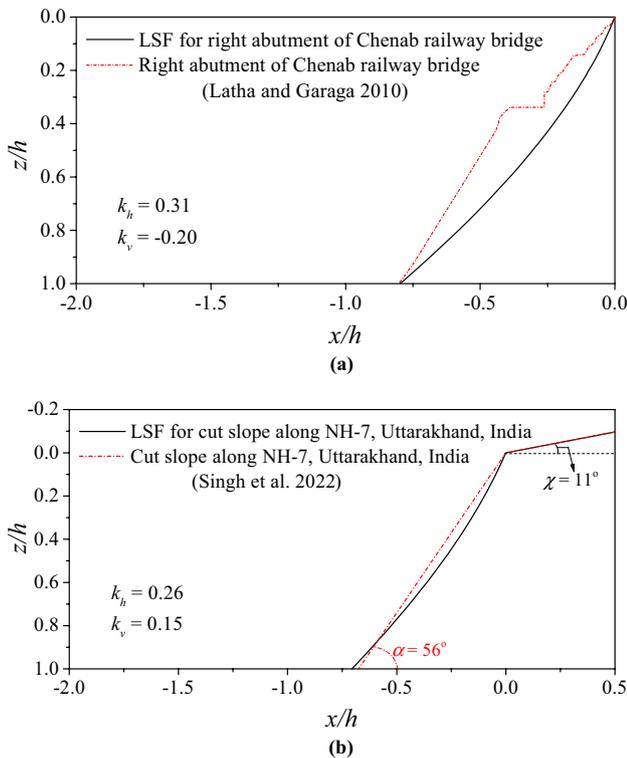 0.0
LSF for right abutment of Chenab railway bridge
Right abutment of Chenab railway bridge
(Latha and Garaga 2010)
0.2
0.4
z/h
0.6
k_h = 0.31
0.8
k_v = -0.20
1.0
-2.0 -1.5 -1.0 -0.5 0.0
x/h
(a)
-0.2
LSF for cut slope along NH-7, Uttarakhand, India
0.0
Cut slope along NH-7, Uttarakhand, India
(Singh et al. 2022)
χ = 11°
0.2
0.4
z/h
0.6
k_h = 0.26
0.8
k_v = 0.15
α = 56°
1.0
-2.0 -1.5 -1.0 -0.5 0.0 0.5
x/h
(b)